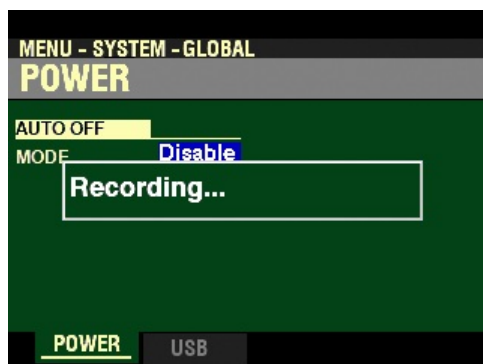 MENU - SYSTEM - GLOBAL
POWER
AUTO OFF
MODE Disable
Recording...
POWER USB